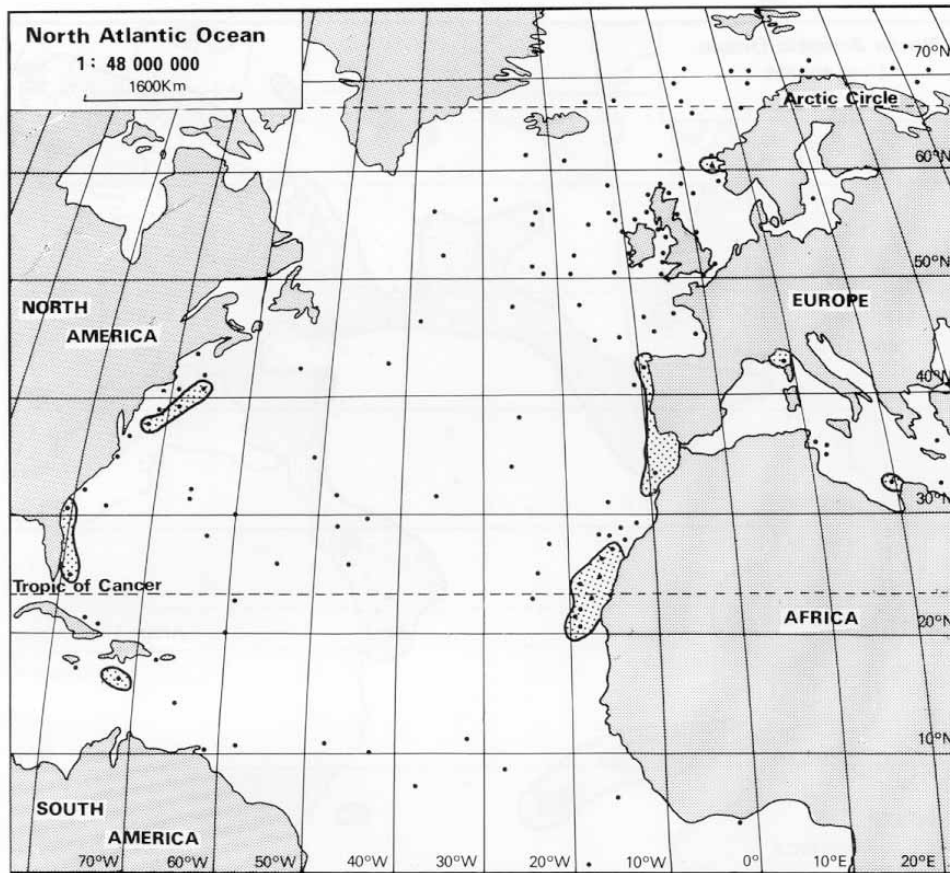 North Atlantic Ocean
1: 48 000 000
1600Km
70°N
Arctic Circle
60°N
50°N
NORTH
AMERICA
EUROPE
40°N
30°N
Tropic of Cancer
AFRICA
20°N
10°N
SOUTH
AMERICA
70°W 60°W 50°W 40°W 30°W 20°W 10°W 0° 10°E 20°E